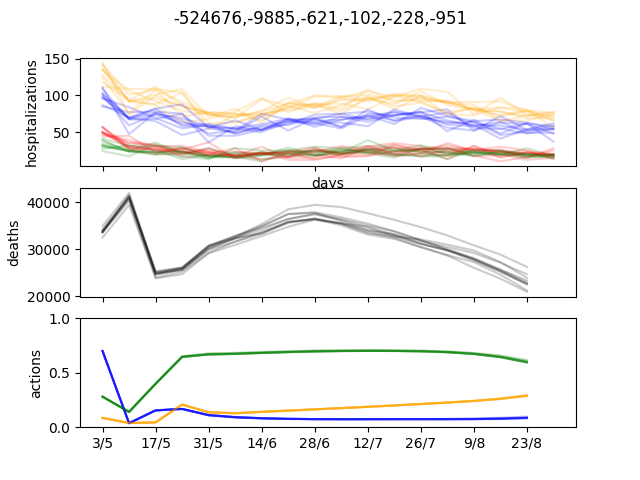 -524676,-9885,-621,-102,-228,-951
150
100
50
hospitalizations
days
40000
30000
20000
deaths
1.0
0.5
0.0
actions
3/5 17/5 31/5 14/6 28/6 12/7 26/7 9/8 23/8